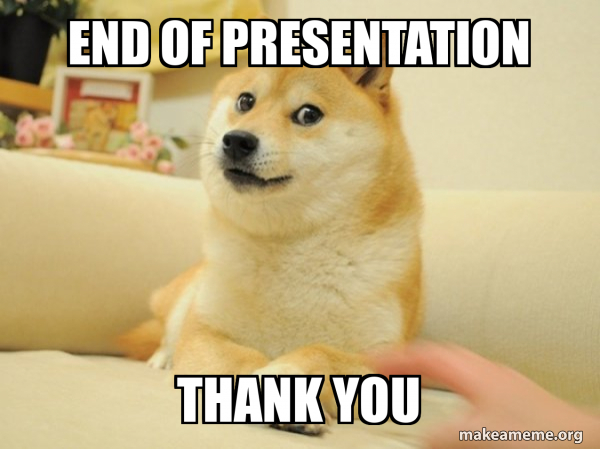 END OF PRESENTATION
THANK YOU
makeameme.org